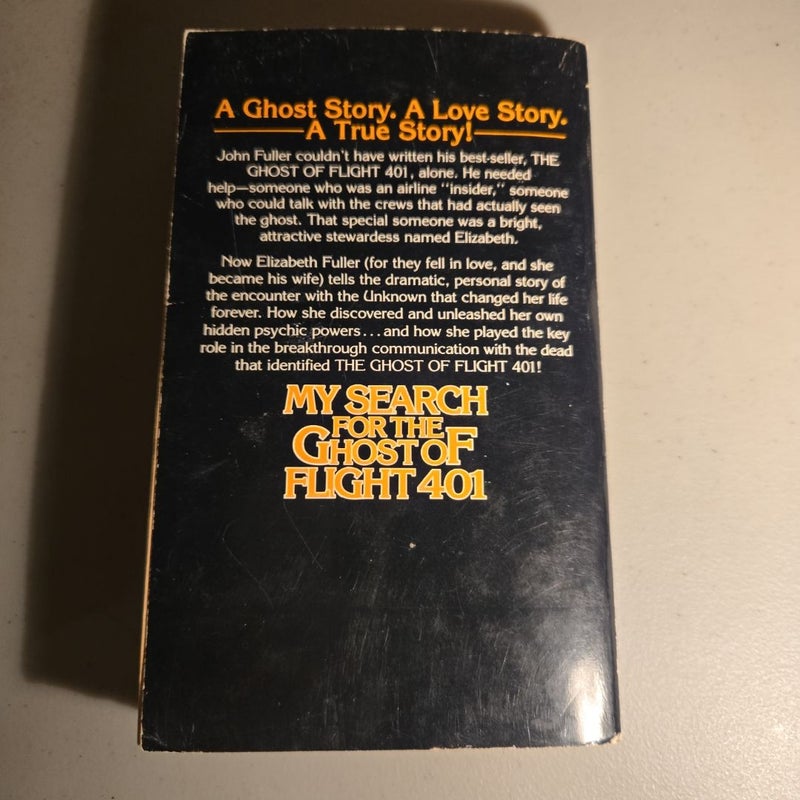 A Ghost Story. A Love Story.
A True Story!
John Fuller couldn't have written his best-seller, THE
GHOST OF FLIGHT 401, alone. He needed
help—someone who was an airline "insider," someone
who could talk with the crews that had actually seen
the ghost. That special someone was a bright,
attractive stewardess named Elizabeth.
Now Elizabeth Fuller (for they fell in love, and she
became his wife) tells the dramatic, personal story of
the encounter with the Unknown that changed her life
forever. How she discovered and unleashed her own
hidden psychic powers...and how she played the key
role in the breakthrough communication with the dead
that identified THE GHOST OF FLIGHT 401!
MY SEARCH
FOR THE
GHOST OF
FLIGHT 401